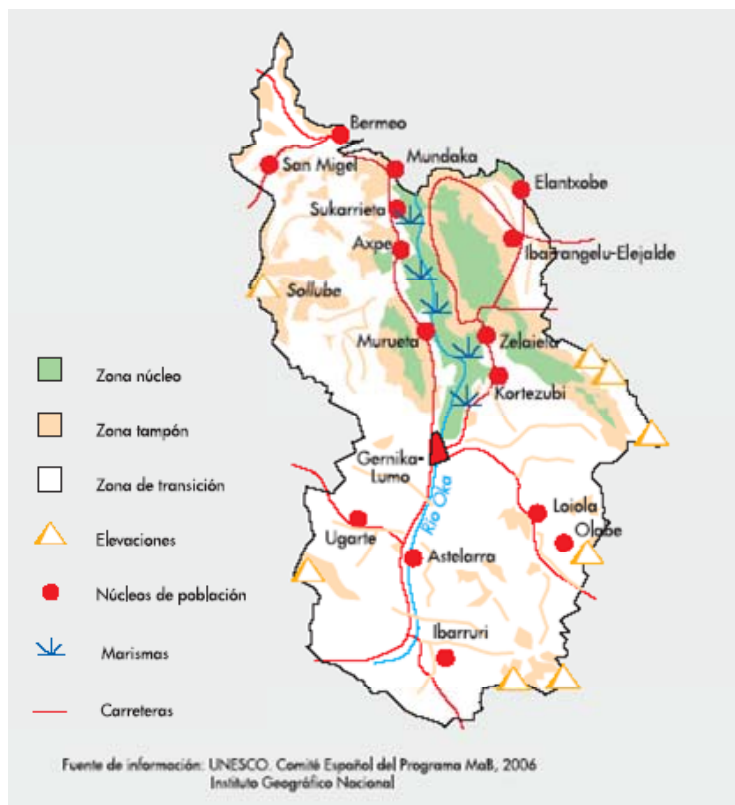 Bermeo
San Migel
Mundaka
Elantxobe
Sukarrieta
Axpe
Ibarrangelu-Elejalde
Sollube
Murueta
Zelaieta
Kortezubi
Gernika-
Lumo
Río Oka
Loiola
Olabe
Ugarte
Astelarra
Ibarruri
Zona núcleo
Zona tampón
Zona de transición
Elevaciones
Núcleos de población
Marismas
Carreteras
Fuente de información: UNESCO. Comité Español del Programa MaB, 2006
Instituto Geográfico Nacional